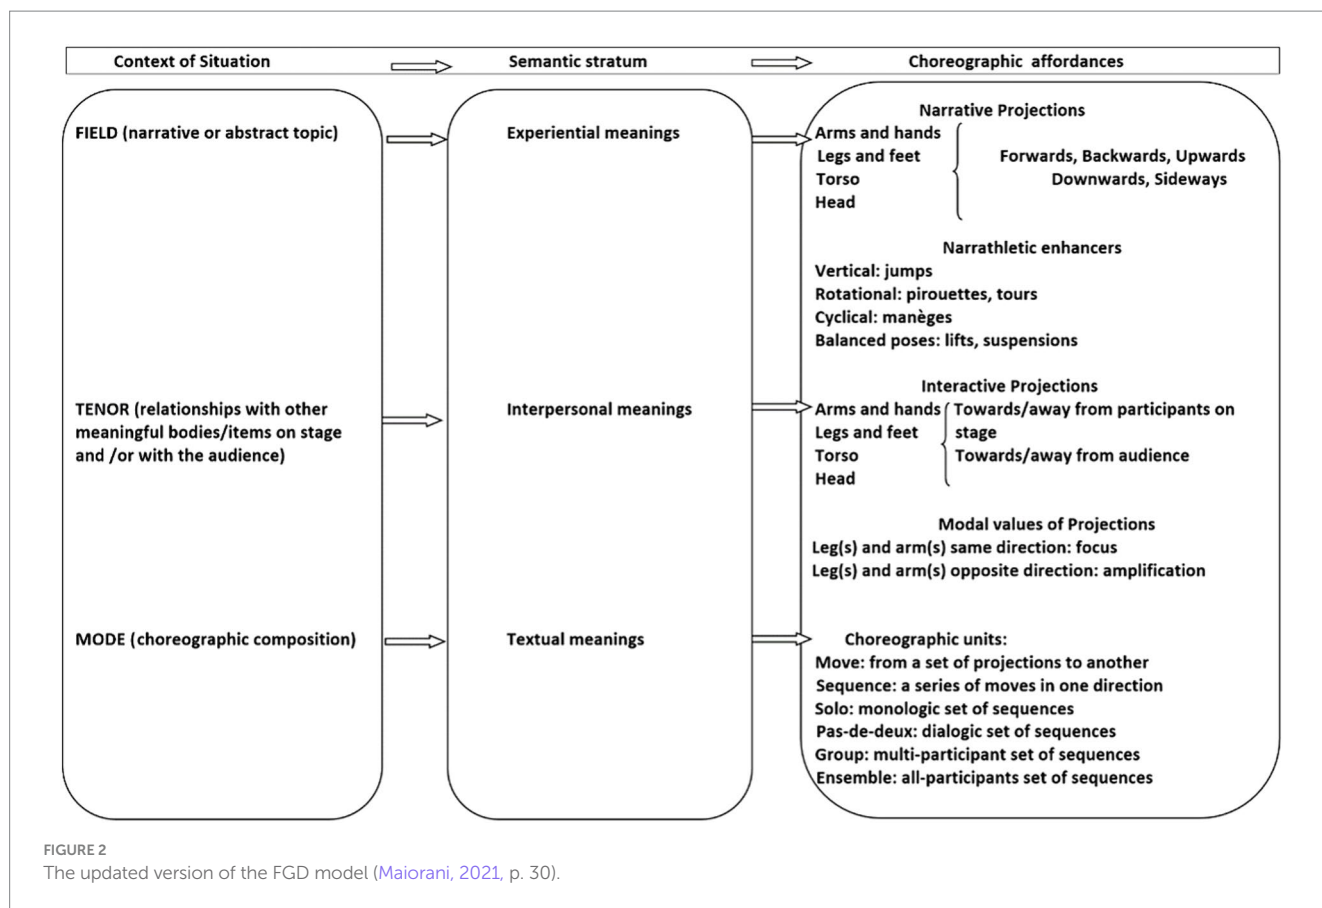 Context of Situation
Semantic stratum
Choreographic affordances
FIELD (narrative or abstract topic)
Experiential meanings
Narrative Projections
Arms and hands
Legs and feet
Torso
Head
Forwards, Backwards, Upwards
Downwards, Sideways
Narrathletic enhancers
Vertical: jumps
Rotational: pirouettes, tours
Cyclical: manèges
Balanced poses: lifts, suspensions
TENOR (relationships with other
meaningful bodies/items on stage
and /or with the audience)
Interpersonal meanings
Interactive Projections
Arms and hands
Legs and feet
Torso
Head
Towards/away from participants on
stage
Towards/away from audience
Modal values of Projections
Leg(s) and arm(s) same direction: focus
Leg(s) and arm(s) opposite direction: amplification
MODE (choreographic composition)
Textual meanings
Choreographic units:
Move: from a set of projections to another
Sequence: a series of moves in one direction
Solo: monologic set of sequences
Pas-de-deux: dialogic set of sequences
Group: multi-participant set of sequences
Ensemble: all-participants set of sequences
FIGURE 2
The updated version of the FGD model (Maiorani, 2021, p. 30).